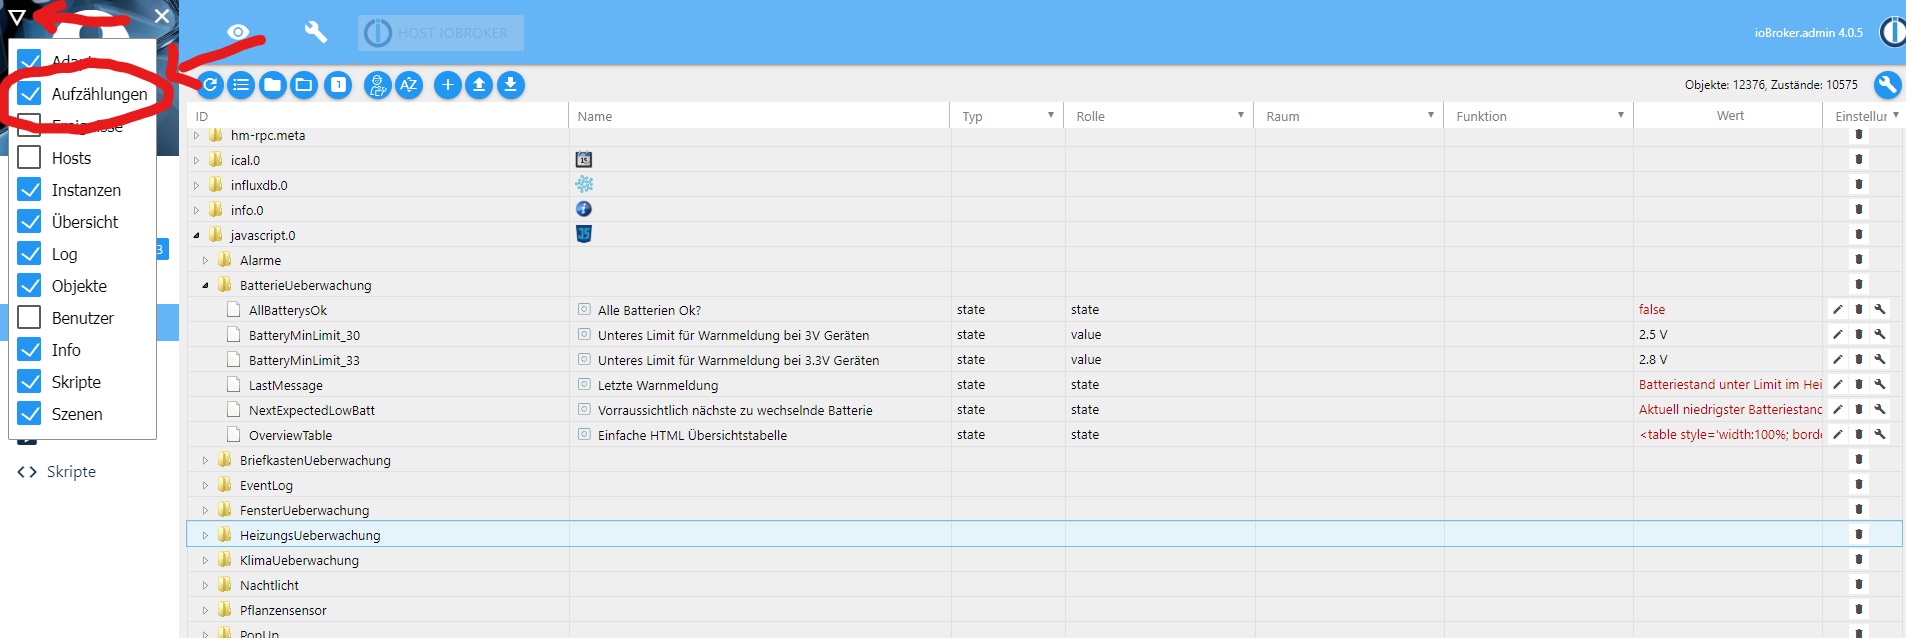 HOST IOBROKER
ioBroker.admin 4.0.5
Aufzählungen
Ereignisse
Hosts
Instanzen
Übersicht
Log
Objekte
Benutzer
Info
Skripte
Szenen
3
Skripte
1
AZ
Objekte: 12376, Zustände: 10575
ID Name Typ Rolle Raum Funktion Wert Einstellur
hm-rpc.meta
ical.0
influxdb.0
info.0
javascript.0
Alarme
BatterieUeberwachung
AllBatterysOk Alle Batterien Ok? state state false
BatteryMinLimit_30 Unteres Limit für Warnmeldung bei 3V Geräten state value 2.5 V
BatteryMinLimit_33 Unteres Limit für Warnmeldung bei 3.3V Geräten state value 2.8 V
LastMessage Letzte Warnmeldung state state Batteriestand unter Limit im Hei
NextExpectedLowBatt Vorraussichtlich nächste zu wechselnde Batterie state state Aktuell niedrigster Batteriestand
OverviewTable Einfache HTML Übersichtstabelle state state <table style='width:100%; borde
BriefkastenUeberwachung
EventLog
FensterUeberwachung
HeizungsUeberwachung
KlimaUeberwachung
Nachtlicht
Pflanzensensor
PopUp